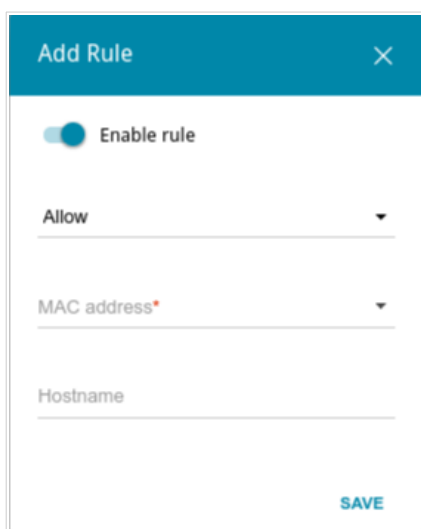 Add Rule
Enable rule
Allow
MAC address*
Hostname
SAVE